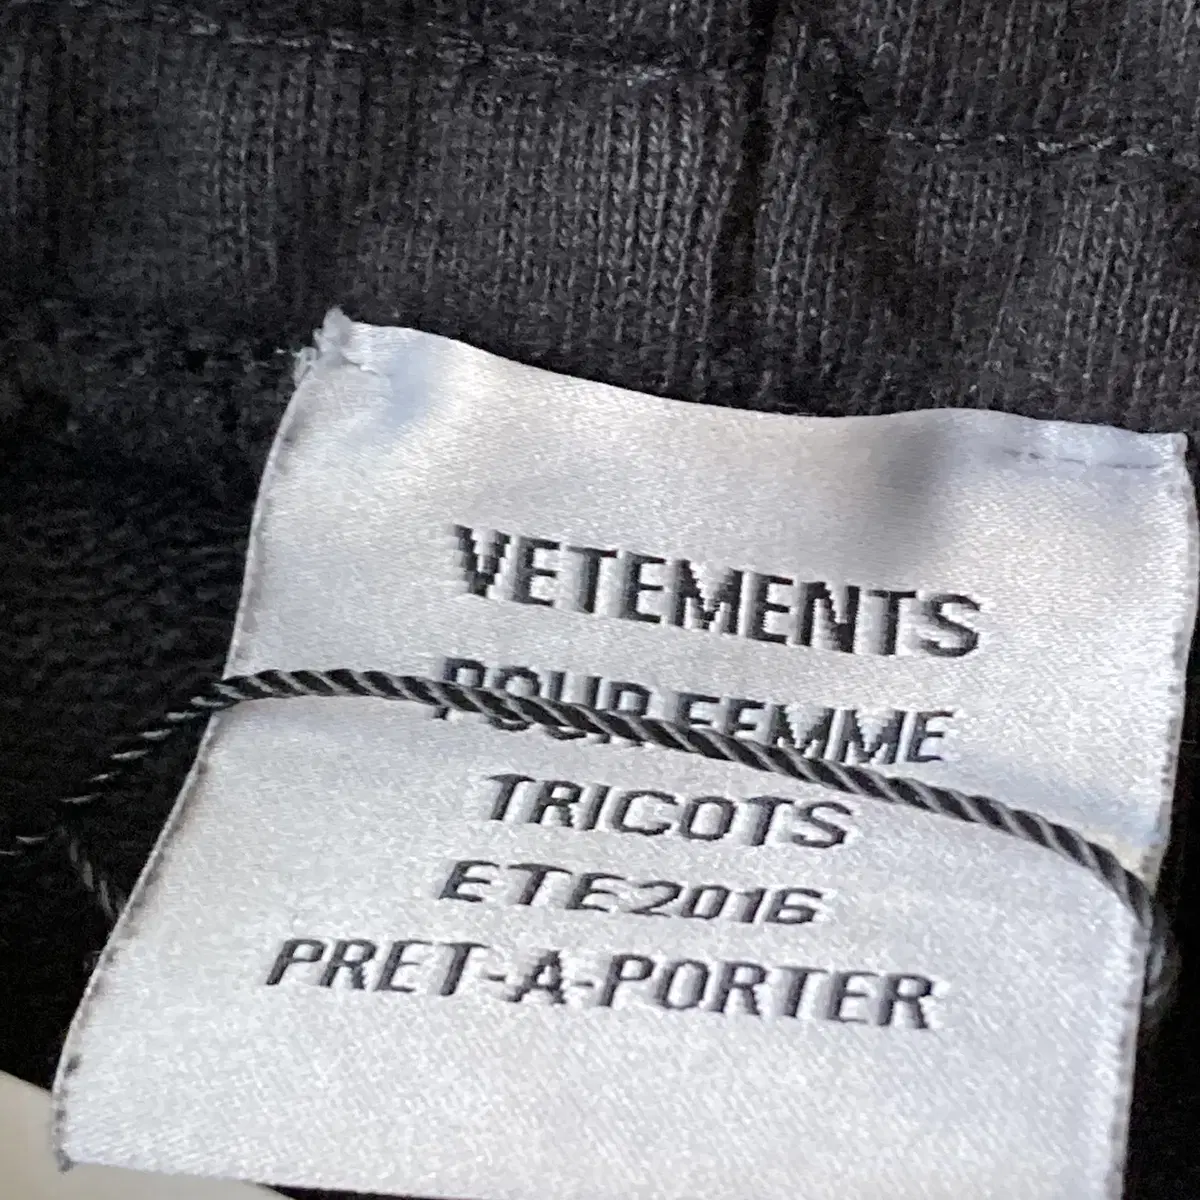 VETEMENTS
POUR FEMME
TRICOTS
ETE2016
PRET-A-PORTER